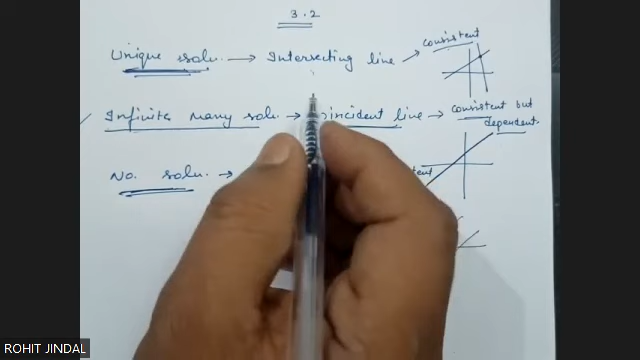 3.2
Unique solu. → Intersecting line → consistent
Infinite many solu. → coincident line → consistent but
dependent.
No. solu. →
ROHIT JINDAL